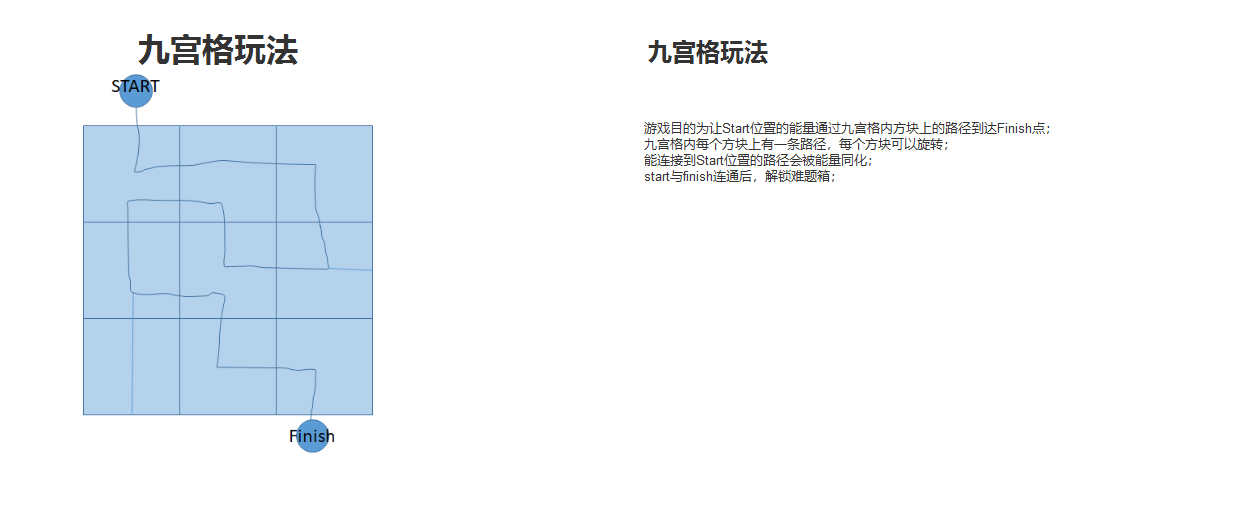 九宫格玩法
START
Finish
九宫格玩法
游戏目的为让Start位置的能量通过九宫格内方块上的路径到达Finish点；
九宫格内每个方块上有一条路径，每个方块可以旋转；
能连接到Start位置的路径会被能量同化；
start与finish连通后，解锁难题箱；